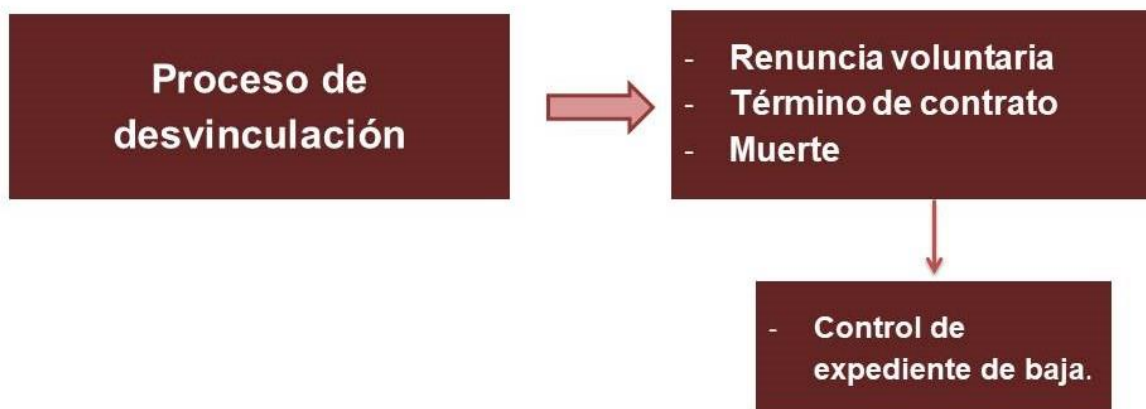 Proceso de
desvinculación
- Renuncia voluntaria
- Término de contrato
- Muerte
- Control de
expediente de baja.